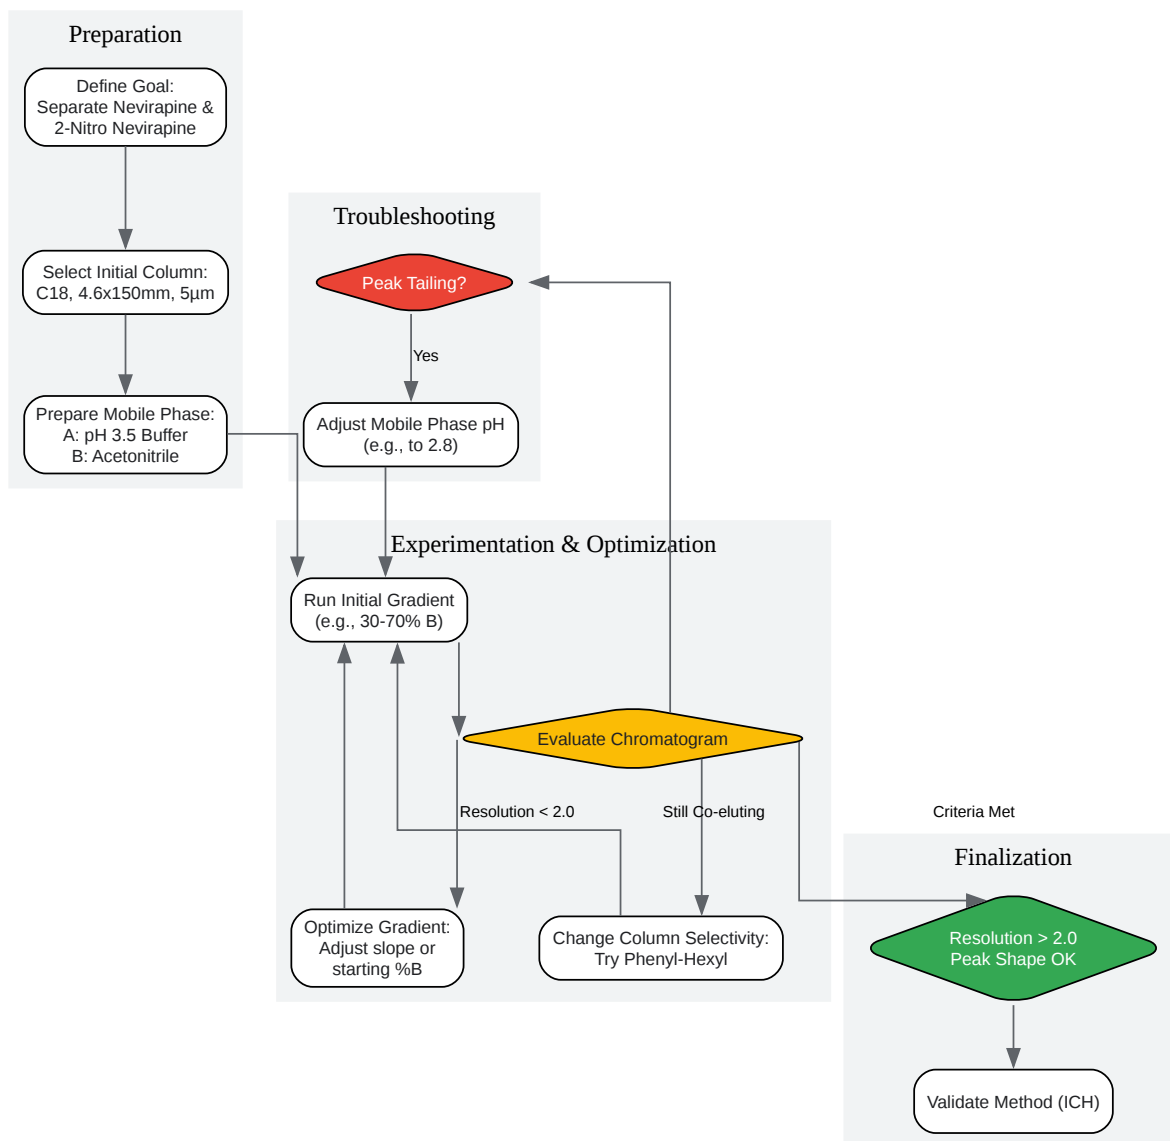 Preparation
Define Goal:
Separate Nevirapine &
2-Nitro Nevirapine
Select Initial Column:
C18, 4.6x150mm, 5µm
Prepare Mobile Phase:
A: pH 3.5 Buffer
B: Acetonitrile
Troubleshooting
Peak Tailing?
Yes
Adjust Mobile Phase pH
(e.g., to 2.8)
Experimentation & Optimization
Run Initial Gradient
(e.g., 30-70% B)
Evaluate Chromatogram
Resolution < 2.0
Still Co-eluting
Criteria Met
Optimize Gradient:
Adjust slope or
starting %B
Change Column Selectivity:
Try Phenyl-Hexyl
Finalization
Resolution > 2.0
Peak Shape OK
Validate Method (ICH)